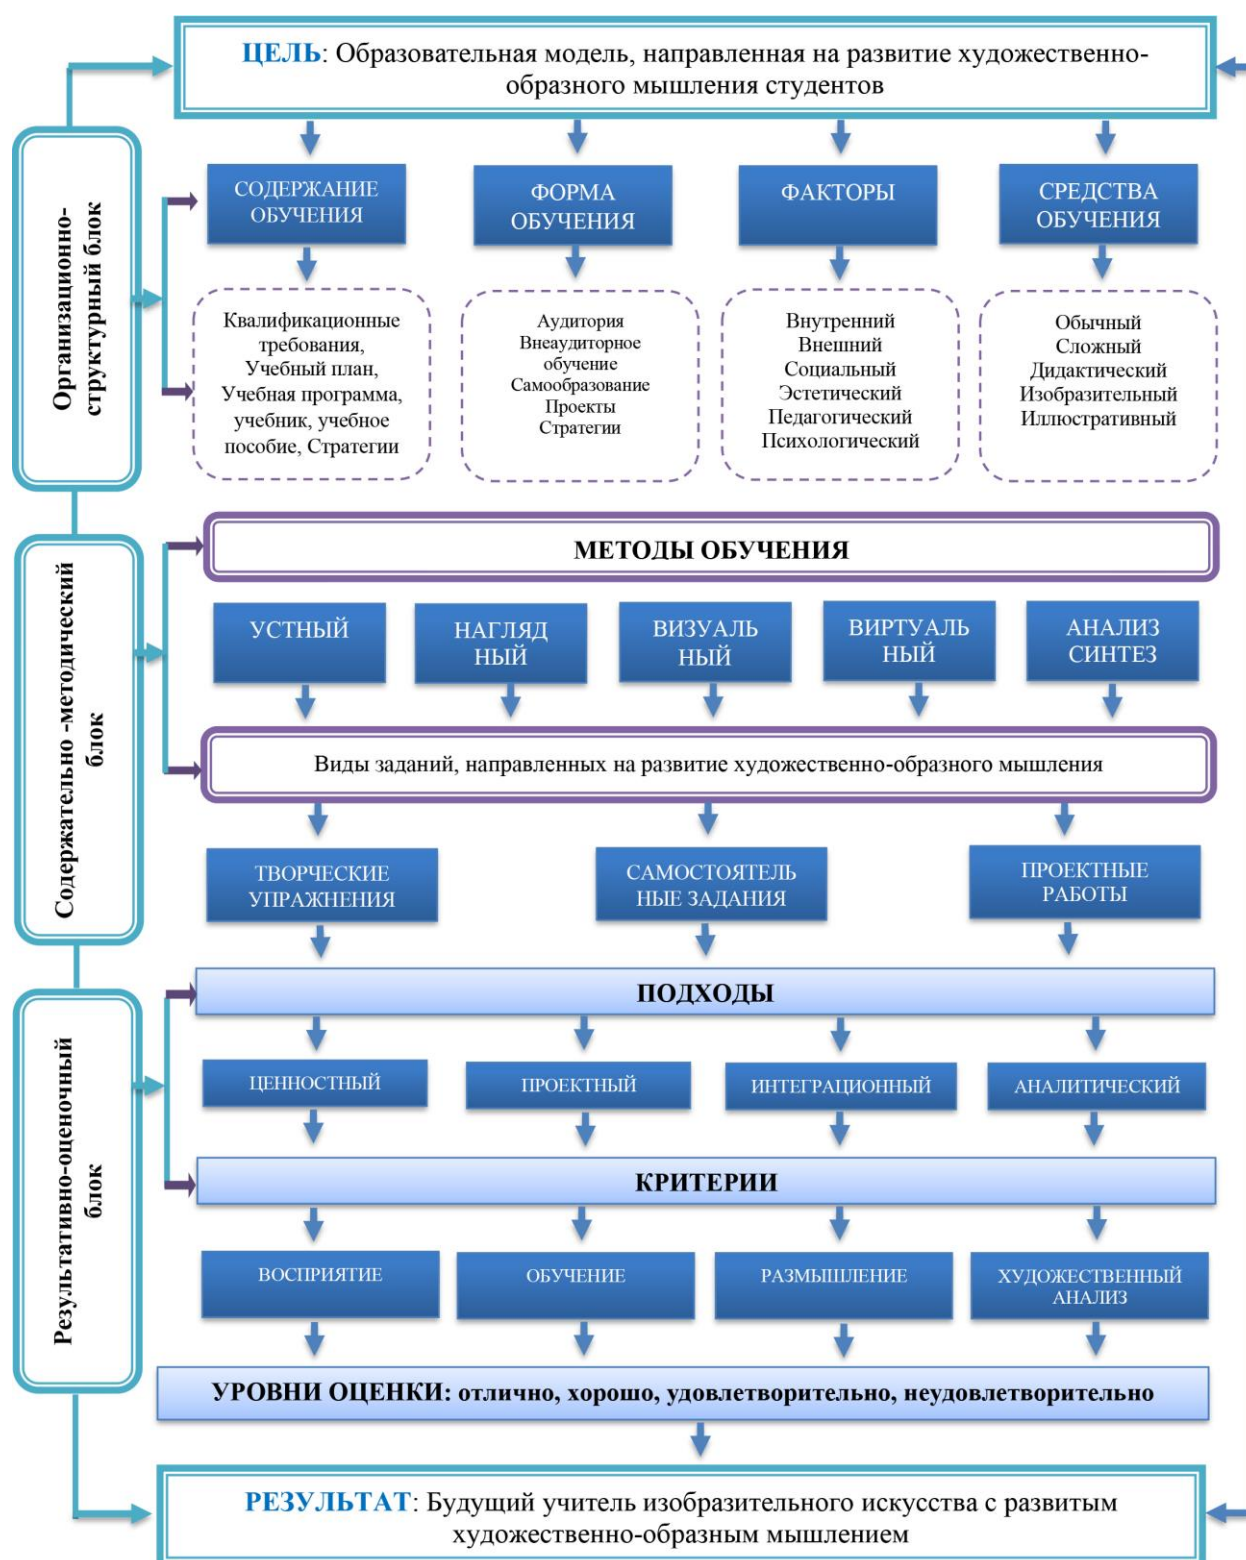 ЦЕЛЬ: Образовательная модель, направленная на развитие художественно-
образного мышления студентов
Организационно-
структурный блок
СОДЕРЖАНИЕ
ОБУЧЕНИЯ
ФОРМА
ОБУЧЕНИЯ
ФАКТОРЫ
СРЕДСТВА
ОБУЧЕНИЯ
Квалификационные
требования,
Учебный план,
Учебная программа,
учебник, учебное
пособие, Стратегии
Аудитория
Внеаудиторное
обучение
Самообразование
Проекты
Стратегии
Внутренний
Внешний
Социальный
Эстетический
Педагогический
Психологический
Обычный
Сложный
Дидактический
Изобразительный
Иллюстративный
Содержательно -методический
блок
МЕТОДЫ ОБУЧЕНИЯ
УСТНЫЙ
НАГЛЯД
НЫЙ
ВИЗУАЛЬ
НЫЙ
ВИРТУАЛЬ
НЫЙ
АНАЛИЗ
СИНТЕЗ
Виды заданий, направленных на развитие художественно-образного мышления
ТВОРЧЕСКИЕ
УПРАЖНЕНИЯ
САМОСТОЯТЕЛЬ
НЫЕ ЗАДАНИЯ
ПРОЕКТНЫЕ
РАБОТЫ
Результативно-оценочный
блок
ПОДХОДЫ
ЦЕННОСТНЫЙ
ПРОЕКТНЫЙ
ИНТЕГРАЦИОННЫЙ
АНАЛИТИЧЕСКИЙ
КРИТЕРИИ
ВОСПРИЯТИЕ
ОБУЧЕНИЕ
РАЗМЫШЛЕНИЕ
ХУДОЖЕСТВЕННЫЙ
АНАЛИЗ
УРОВНИ ОЦЕНКИ: отлично, хорошо, удовлетворительно, неудовлетворительно
РЕЗУЛЬТАТ: Будущий учитель изобразительного искусства с развитым
художественно-образным мышлением